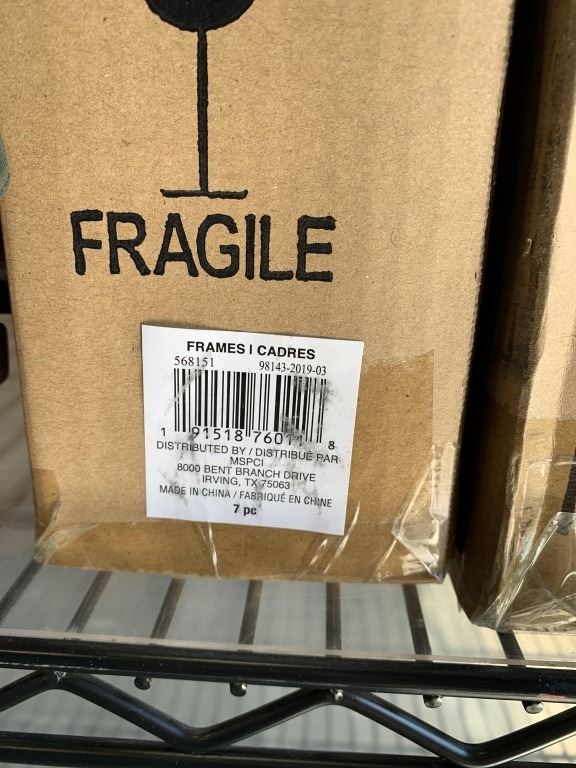 FRAGILE
FRAMES | CADRES
568151 98143-2019-03
1 91518 76011 8
DISTRIBUTED BY / DISTRIBUÉ PAR
MSPCI
8000 BENT BRANCH DRIVE
IRVING, TX 75063
MADE IN CHINA / FABRIQUÉ EN CHINE
7 pc